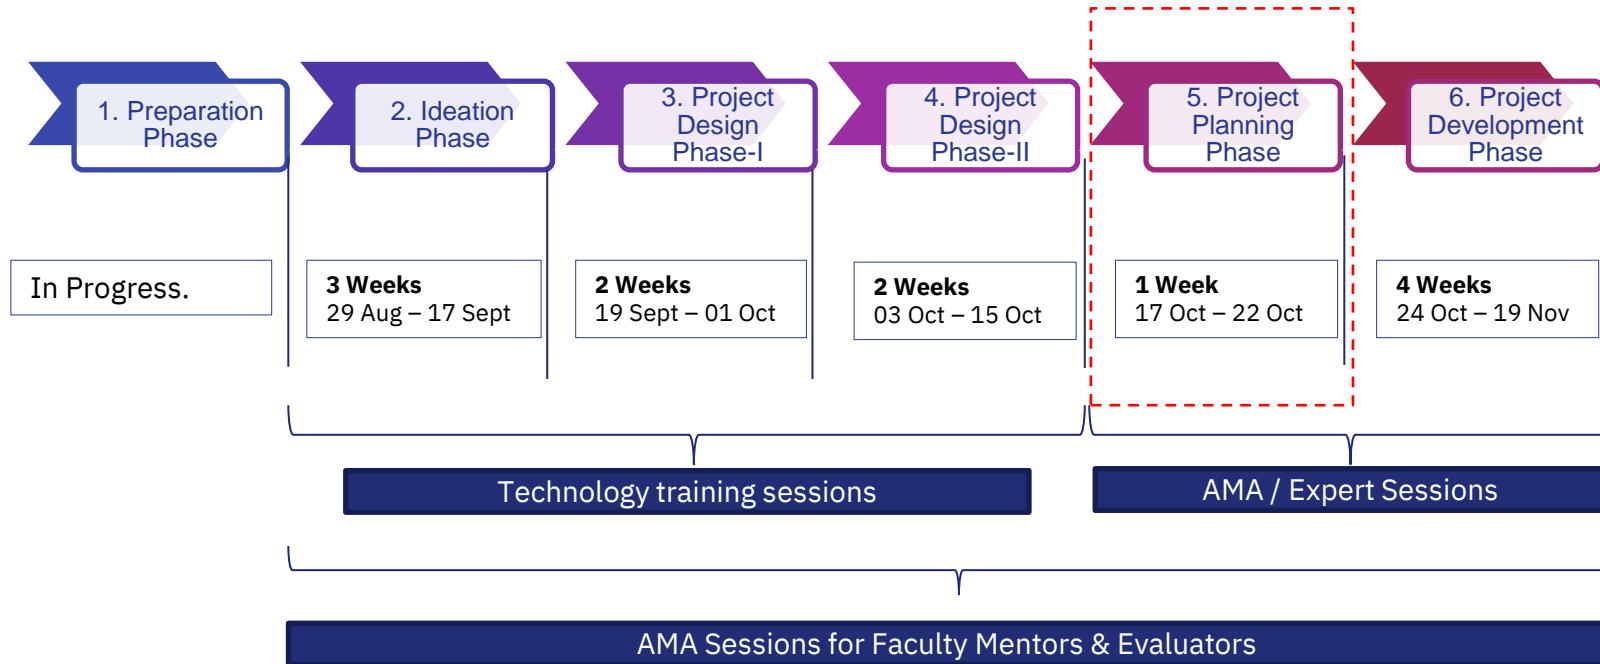 1. Preparation
Phase
2. Ideation
Phase
3. Project
Design
Phase-I
4. Project
Design
Phase-II
5. Project
Planning
Phase
6. Project
Development
Phase
In Progress.
3 Weeks
29 Aug – 17 Sept
2 Weeks
19 Sept – 01 Oct
2 Weeks
03 Oct – 15 Oct
1 Week
17 Oct – 22 Oct
4 Weeks
24 Oct – 19 Nov
Technology training sessions
AMA / Expert Sessions
AMA Sessions for Faculty Mentors & Evaluators